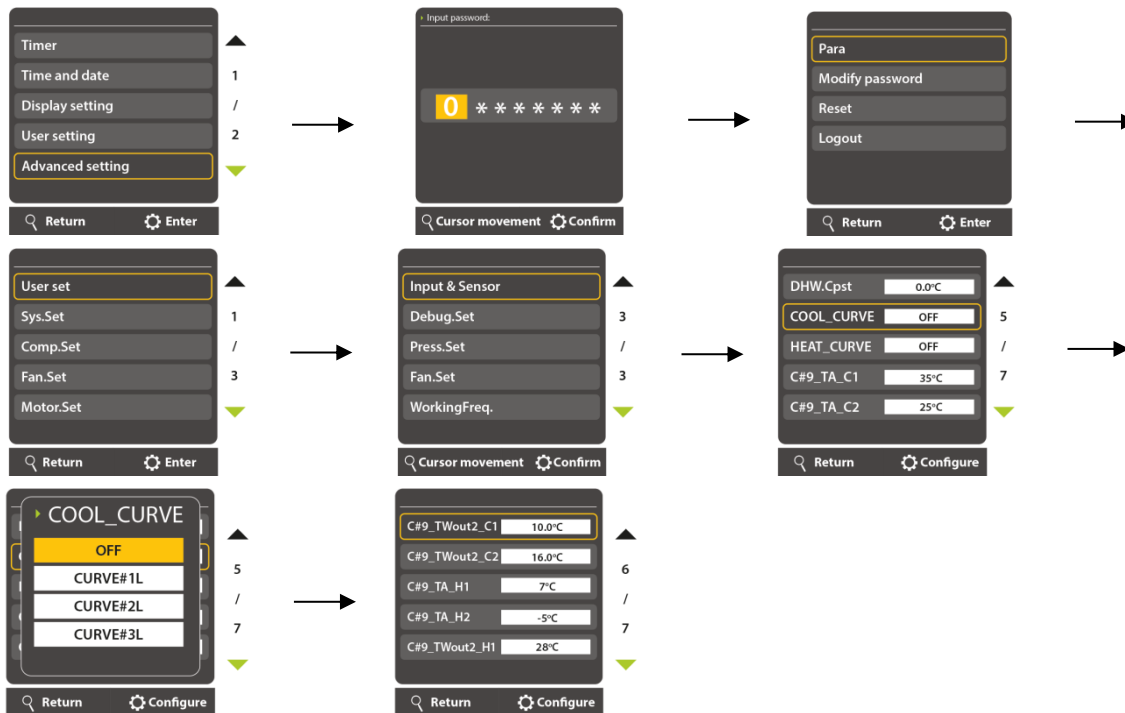 Timer
Time and date
Display setting
User setting
Advanced setting
1
/
2
Return Enter
Input password:
0 * * * * * * *
Cursor movement Confirm
Para
Modify password
Reset
Logout
Return Enter
User set
Sys.Set
Comp.Set
Fan.Set
Motor.Set
1
/
3
Return Enter
Input & Sensor
Debug.Set
Press.Set
Fan.Set
WorkingFreq.
3
/
3
Cursor movement Confirm
DHW.Cpst 0.0°C
COOL_CURVE OFF
HEAT_CURVE OFF
C#9_TA_C1 35°C
C#9_TA_C2 25°C
5
/
7
Return Configure
COOL_CURVE
OFF
CURVE#1L
CURVE#2L
CURVE#3L
5
/
7
Return Configure
C#9_TWout2_C1 10.0°C
C#9_TWout2_C2 16.0°C
C#9_TA_H1 7°C
C#9_TA_H2 -5°C
C#9_TWout2_H1 28°C
6
/
7
Return Configure